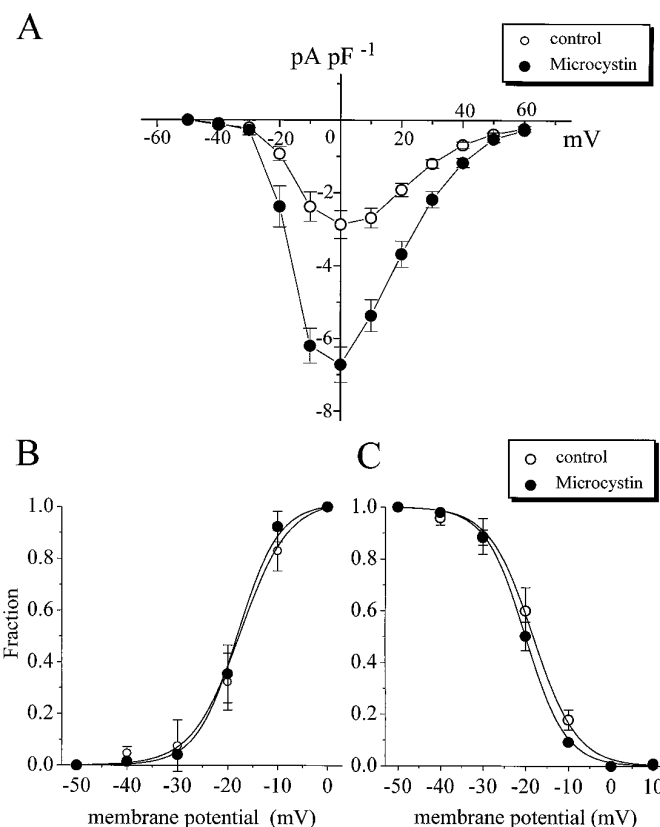 A
pA pF -1
control
Microcystin
-60 -40 -20 0 20 40 60
mV
-2
-4
-6
-8
B
C
control
Microcystin
Fraction
1.0
0.8
0.6
0.4
0.2
0.0
-50 -40 -30 -20 -10 0
membrane potential (mV)
1.0
0.8
0.6
0.4
0.2
0.0
-50 -40 -30 -20 -10 0 10
membrane potential (mV)